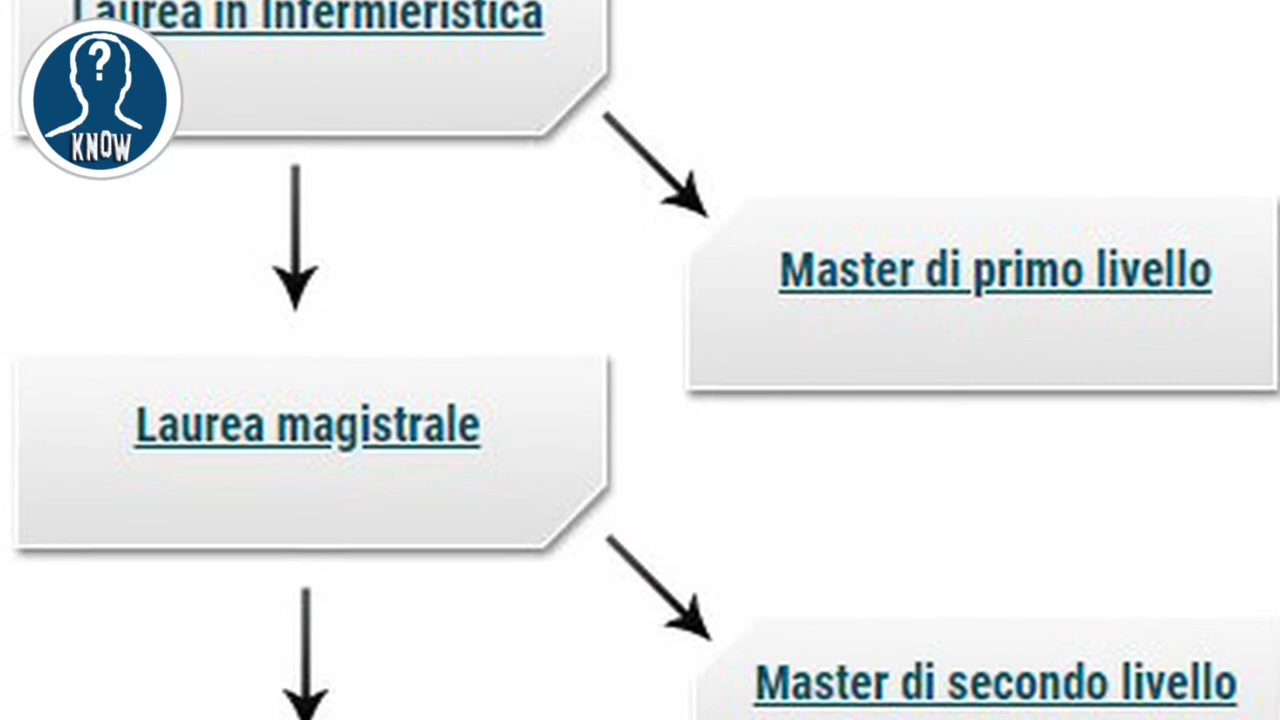 Laurea in Infermieristica
?
KNOW
Master di primo livello
Laurea magistrale
Master di secondo livello